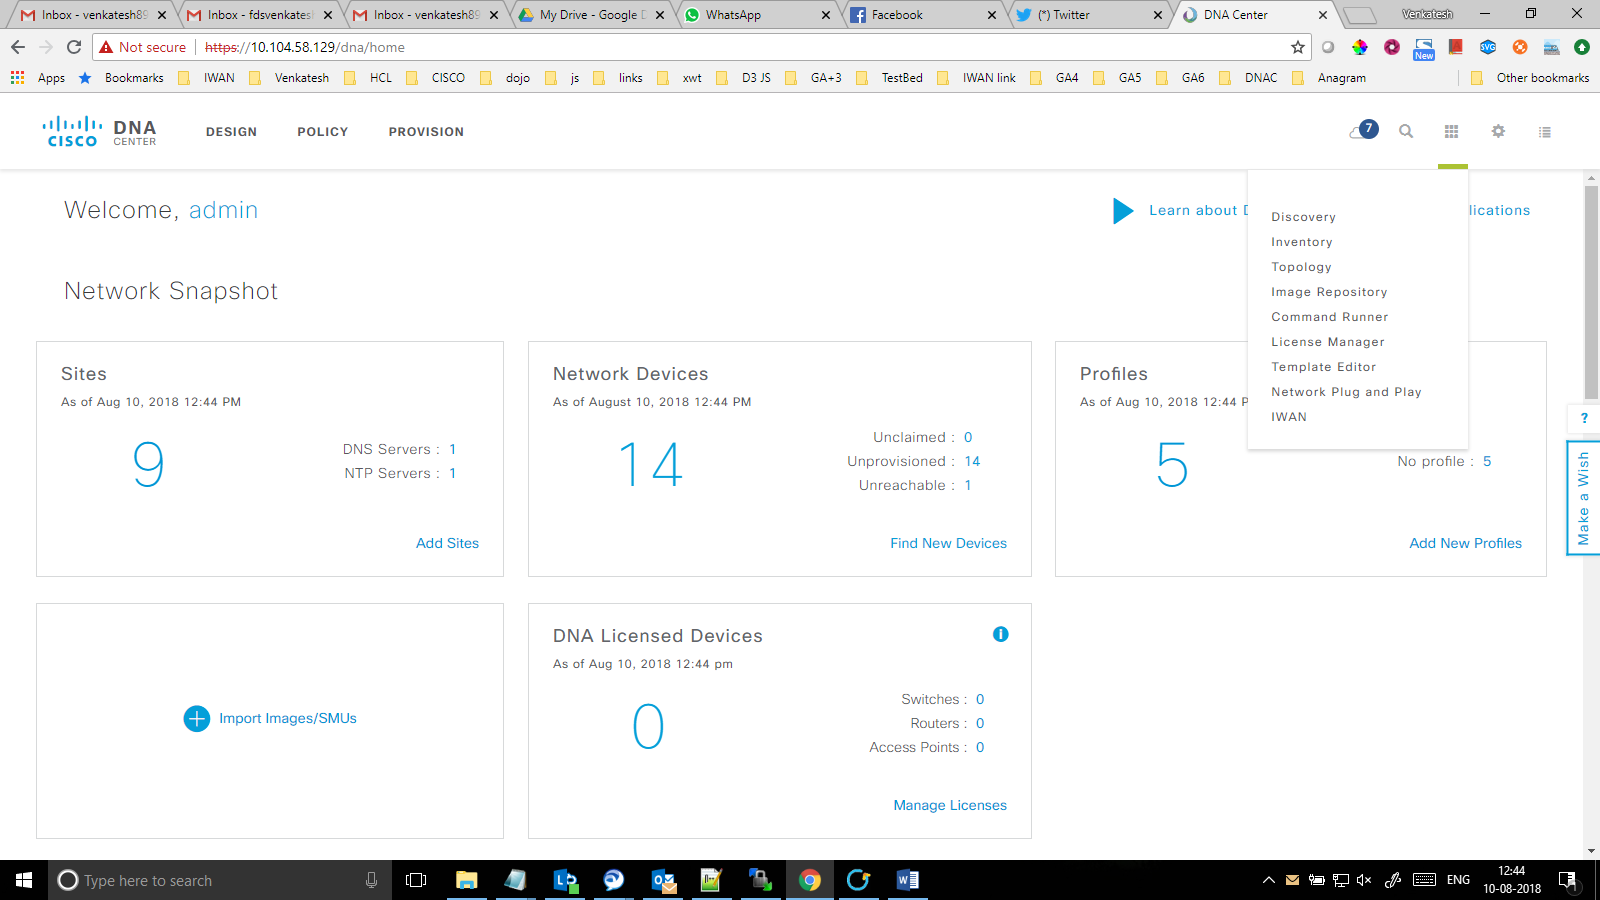 Inbox - venkatesh89
Inbox - fdsvenkatesh
Inbox - venkatesh89
My Drive - Google D
WhatsApp
Facebook
(*) Twitter
DNA Center
Venkatesh
Not secure
https://10.104.58.129/dna/home
New
SVG
Apps
Bookmarks
IWAN
Venkatesh
HCL
CISCO
dojo
js
links
xwt
D3 JS
GA+3
TestBed
IWAN link
GA4
GA5
GA6
DNAC
Anagram
Other bookmarks
CISCO
DNA
CENTER
DESIGN
POLICY
PROVISION
7
Welcome, admin
Learn about D
lications
Discovery
Inventory
Topology
Image Repository
Command Runner
License Manager
Template Editor
Network Plug and Play
IWAN
Network Snapshot
Sites
As of Aug 10, 2018 12:44 PM
9
DNS Servers : 1
NTP Servers : 1
Add Sites
Network Devices
As of August 10, 2018 12:44 PM
14
Unclaimed : 0
Unprovisioned : 14
Unreachable : 1
Find New Devices
Profiles
As of Aug 10, 2018 12:44 P
5
No profile : 5
Add New Profiles
?
Make a Wish
Import Images/SMUs
DNA Licensed Devices
As of Aug 10, 2018 12:44 pm
0
Switches : 0
Routers : 0
Access Points : 0
Manage Licenses
Type here to search
ENG
12:44
10-08-2018
1